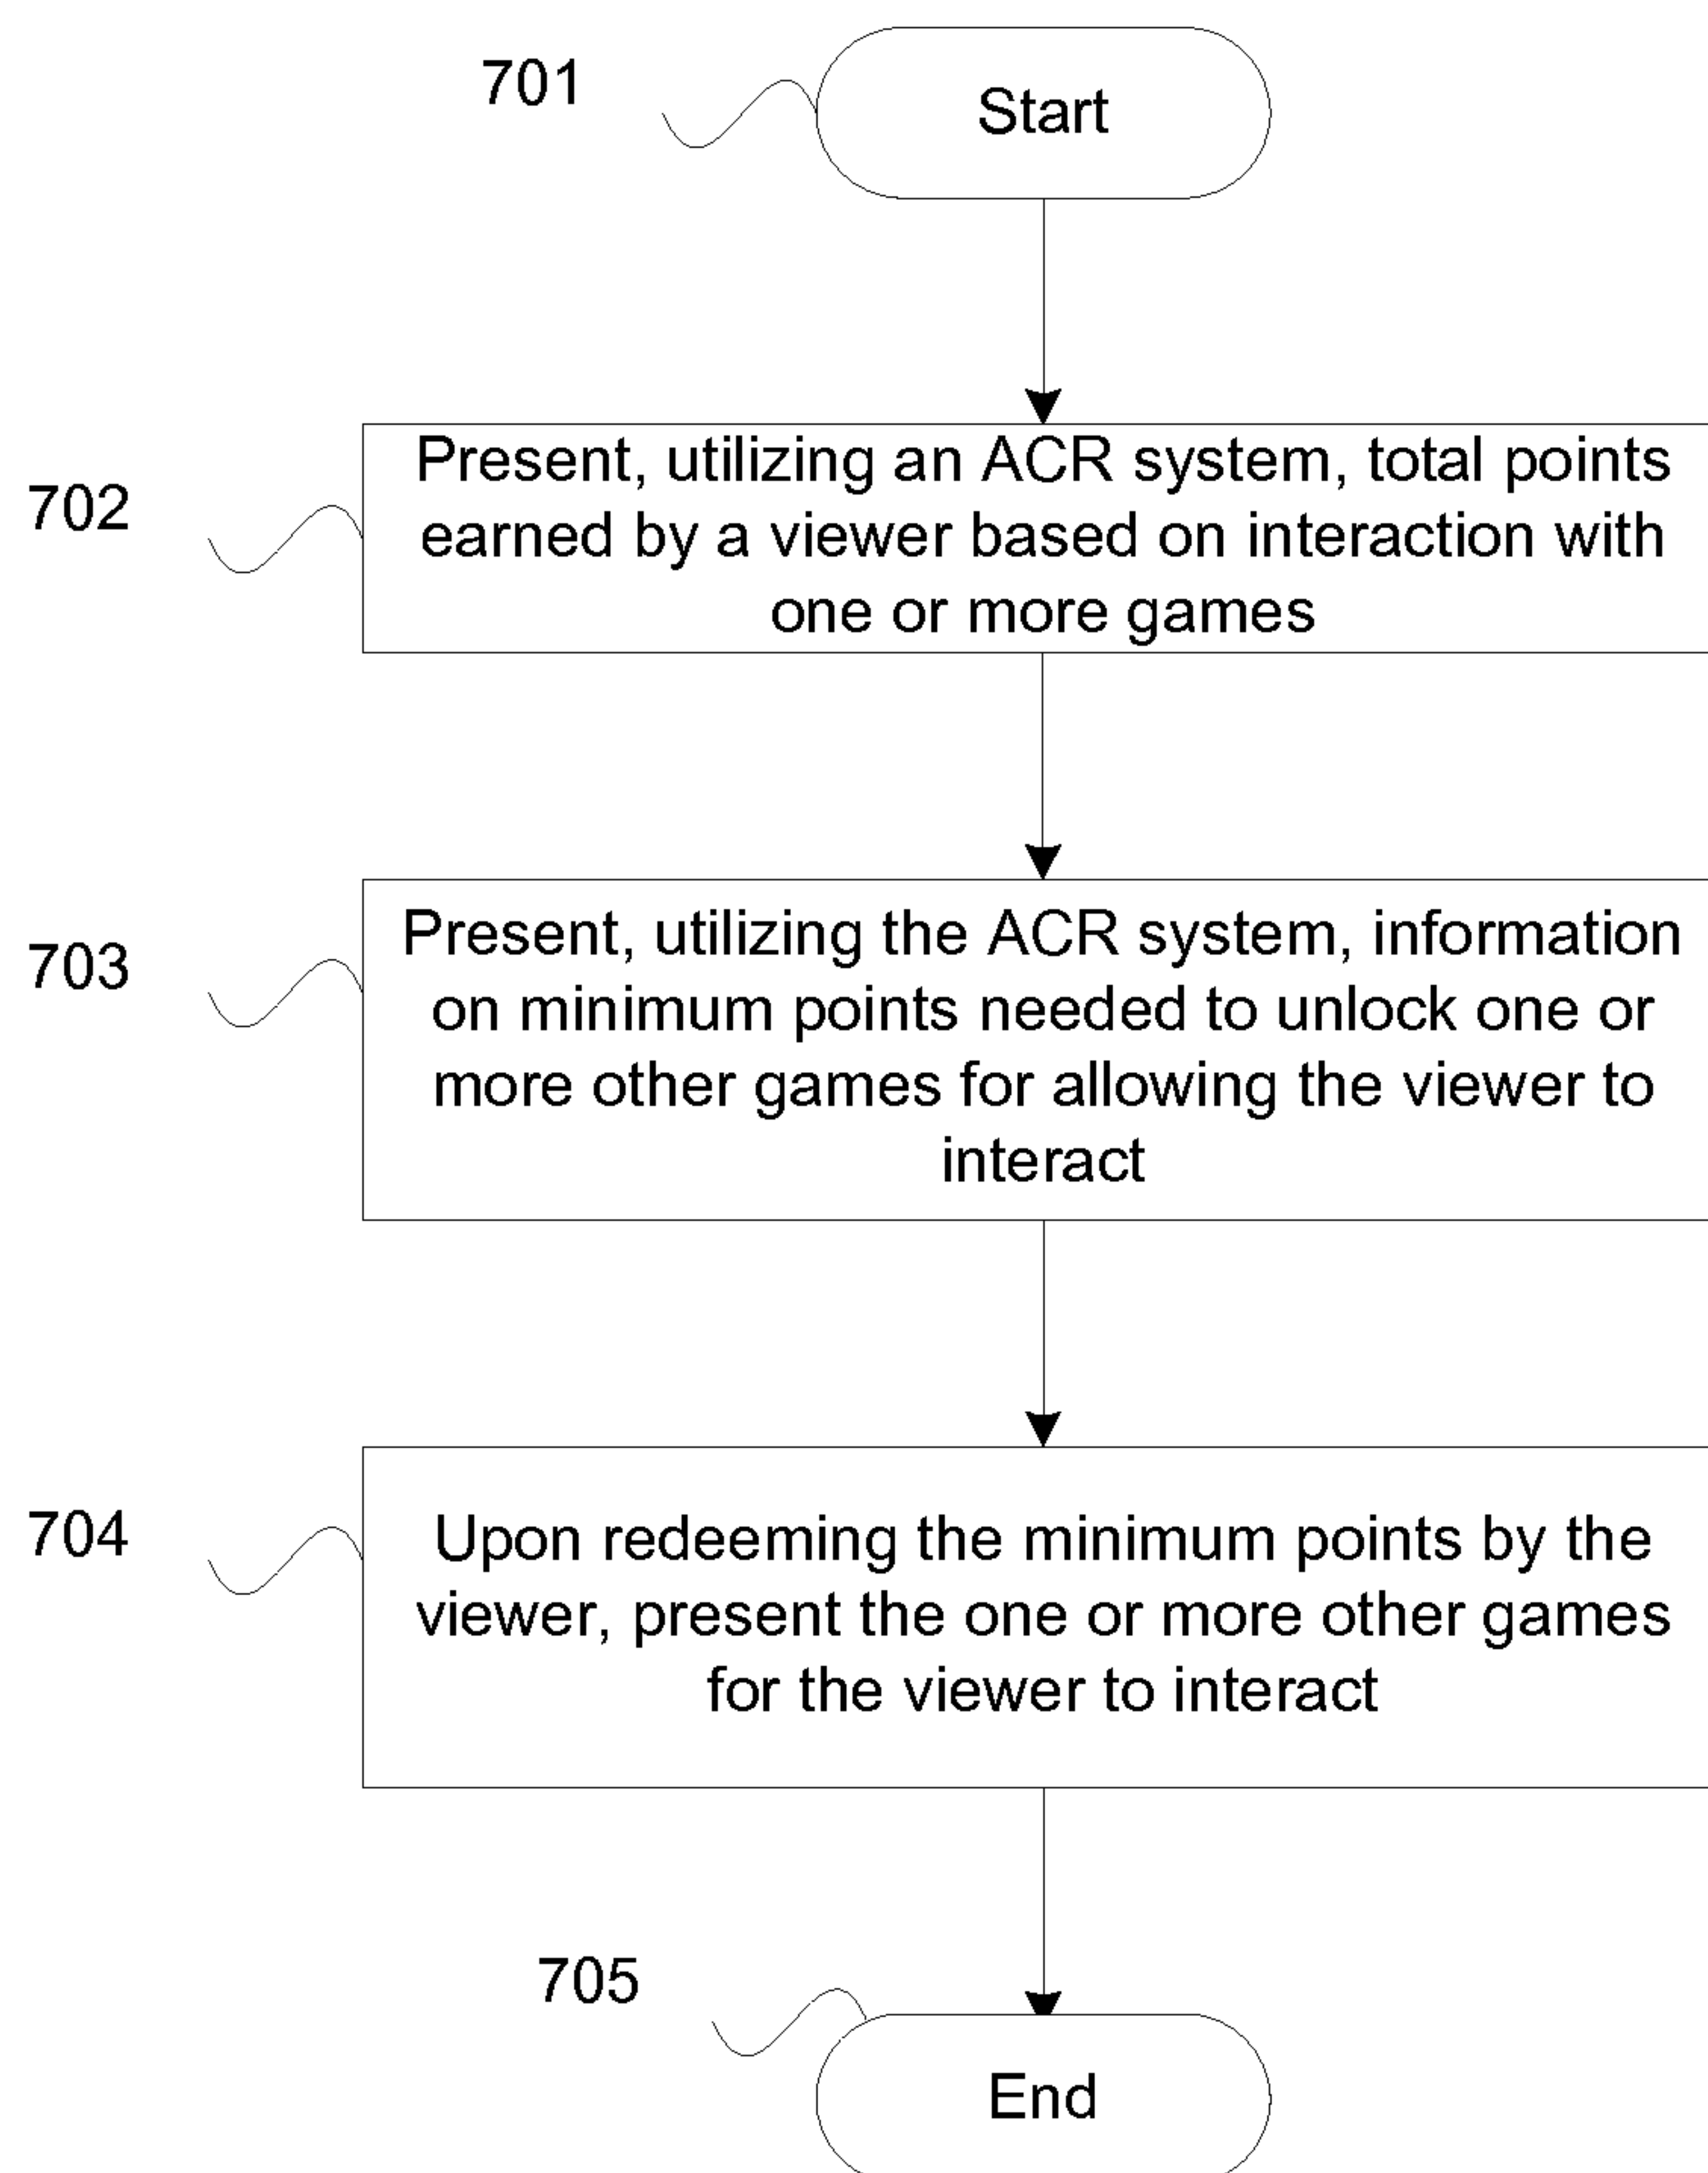 701
Start
702
Present, utilizing an ACR system, total points
earned by a viewer based on interaction with
one or more games
703
Present, utilizing the ACR system, information
on minimum points needed to unlock one or
more other games for allowing the viewer to
interact
704
Upon redeeming the minimum points by the
viewer, present the one or more other games
for the viewer to interact
705
End